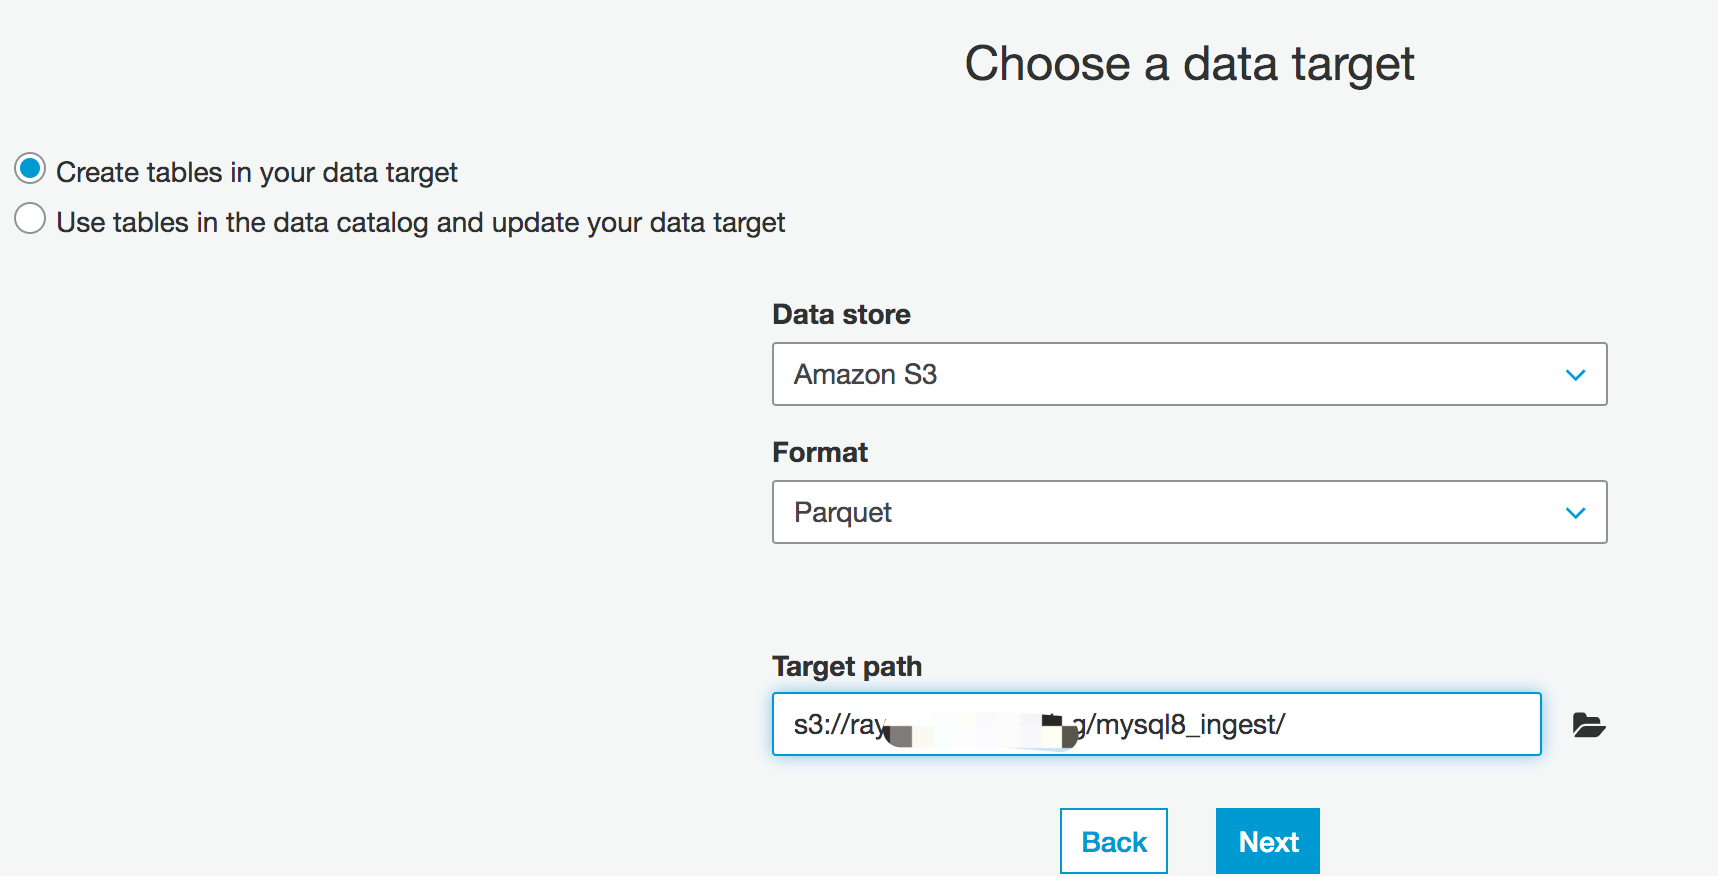 Choose a data target
Create tables in your data target
Use tables in the data catalog and update your data target
Data store
Amazon S3
Format
Parquet
Target path
s3://ray g/mysql8_ingest/
Back
Next